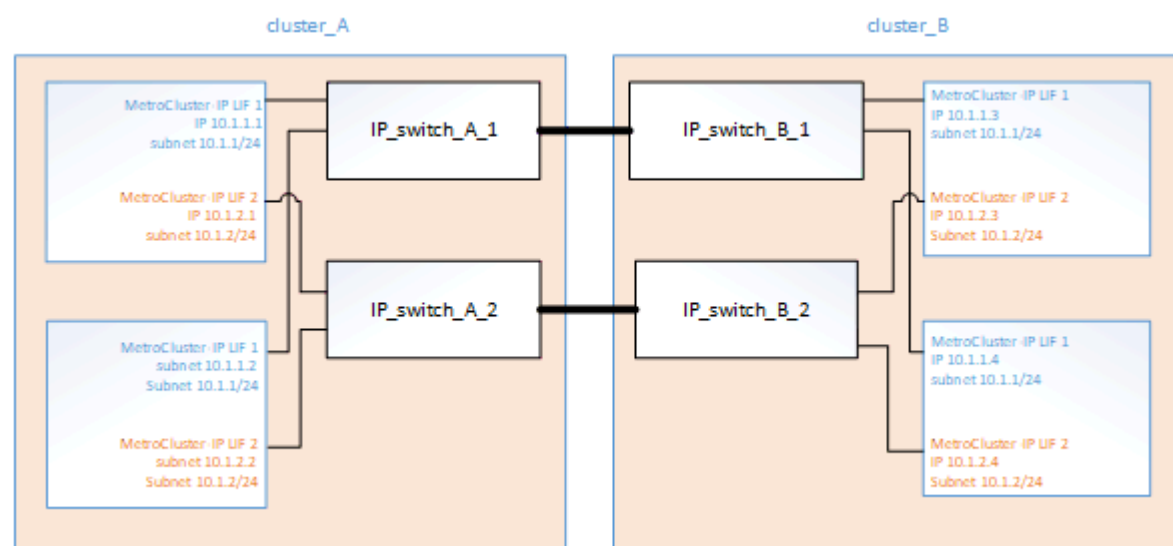 cluster_A
cluster_B
MetroCluster-IP LIF 1
IP 10.1.1.1
subnet 10.1.1/24
MetroCluster-IP LIF 2
IP 10.1.2.1
subnet 10.1.2/24
IP_switch_A_1
IP_switch_B_1
MetroCluster-IP LIF 1
IP 10.1.1.3
subnet 10.1.1/24
MetroCluster-IP LIF 2
IP 10.1.2.3
Subnet 10.1.2/24
MetroCluster-IP LIF 1
subnet 10.1.1.2
Subnet 10.1.1/24
MetroCluster-IP LIF 2
subnet 10.1.2.2
Subnet 10.1.2/24
IP_switch_A_2
IP_switch_B_2
MetroCluster-IP LIF 1
IP 10.1.1.4
subnet 10.1.1/24
MetroCluster-IP LIF 2
IP 10.1.2.4
Subnet 10.1.2/24